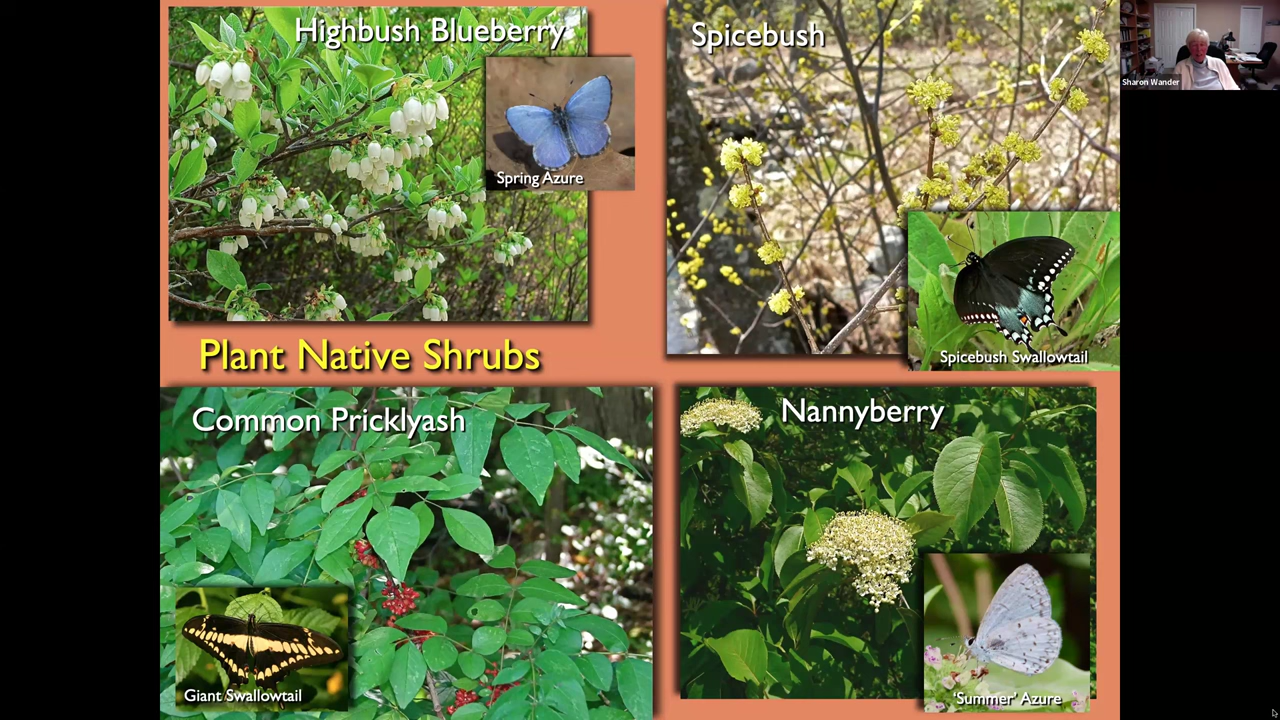 Highbush Blueberry
Spring Azure
Spicebush
Spicebush Swallowtail
Sharon Wander
Plant Native Shrubs
Common Pricklyash
Giant Swallowtail
Nannyberry
'Summer' Azure